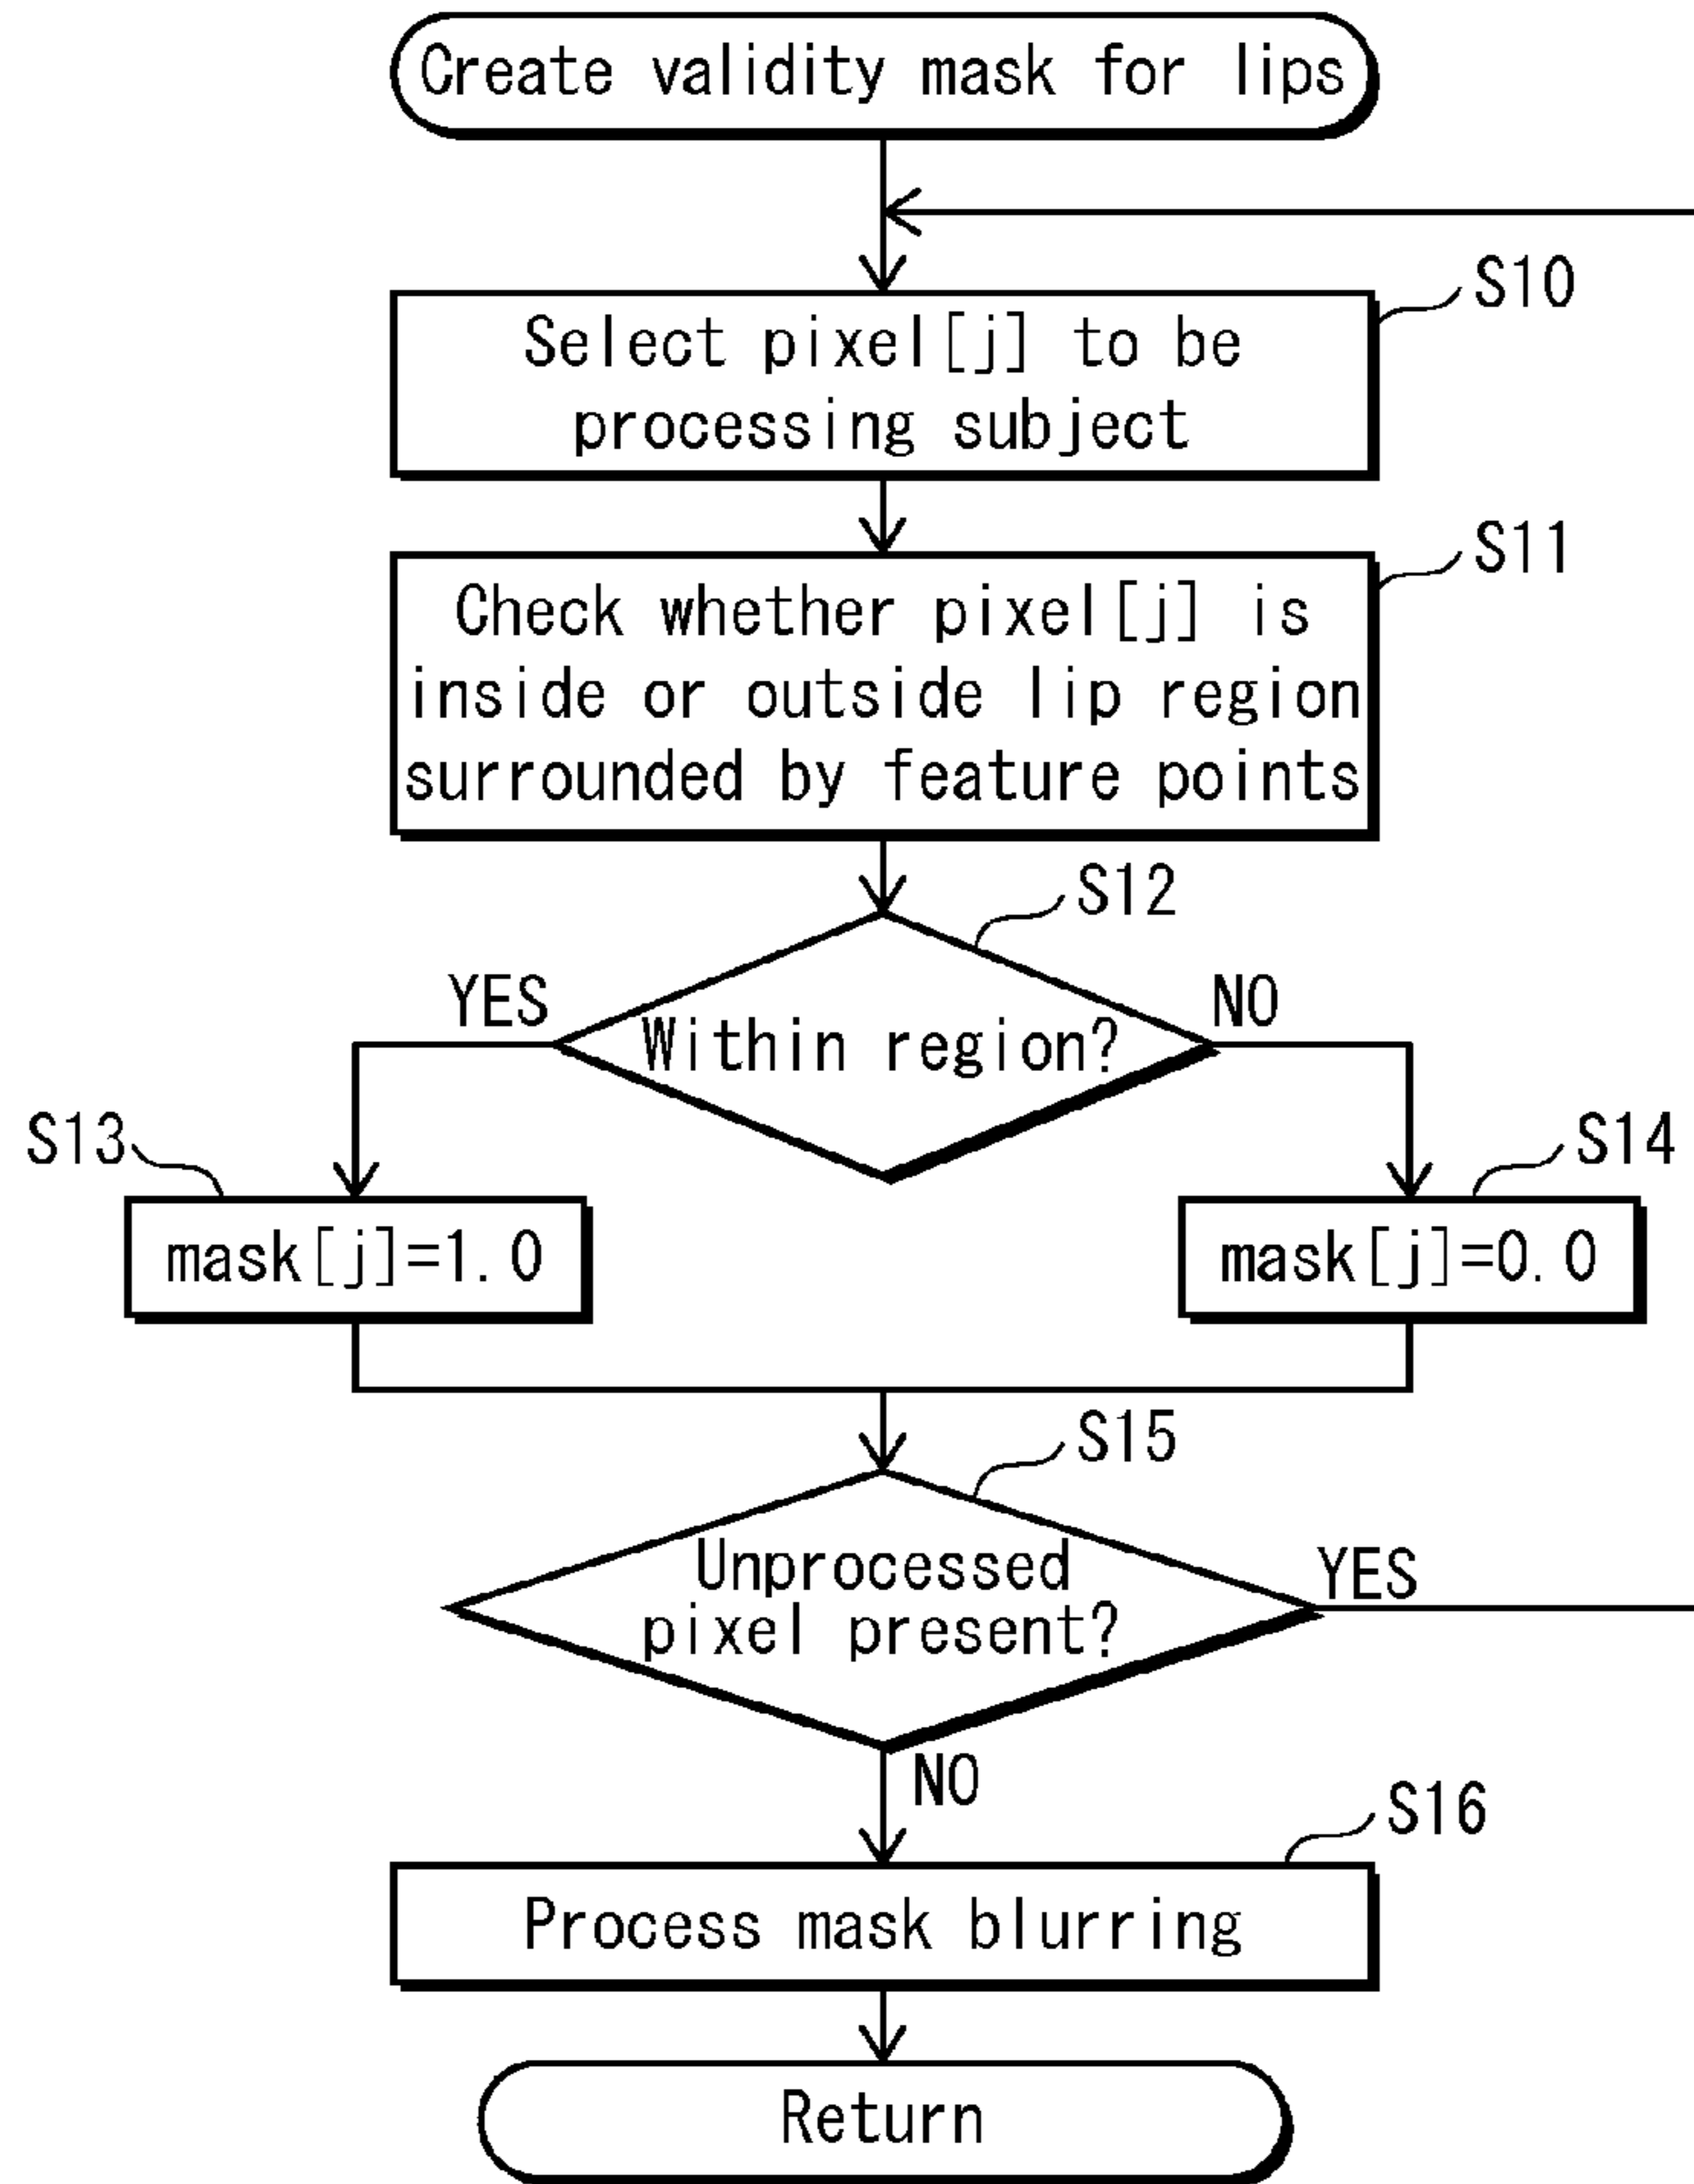 Create validity mask for lips
S10
Select pixel[j] to be
processing subject
S11
Check whether pixel[j] is
inside or outside lip region
surrounded by feature points
S12
YES
NO
Within region?
S13
S14
mask[j]=1.0
mask[j]=0.0
S15
Unprocessed
pixel present?
YES
NO
S16
Process mask blurring
Return